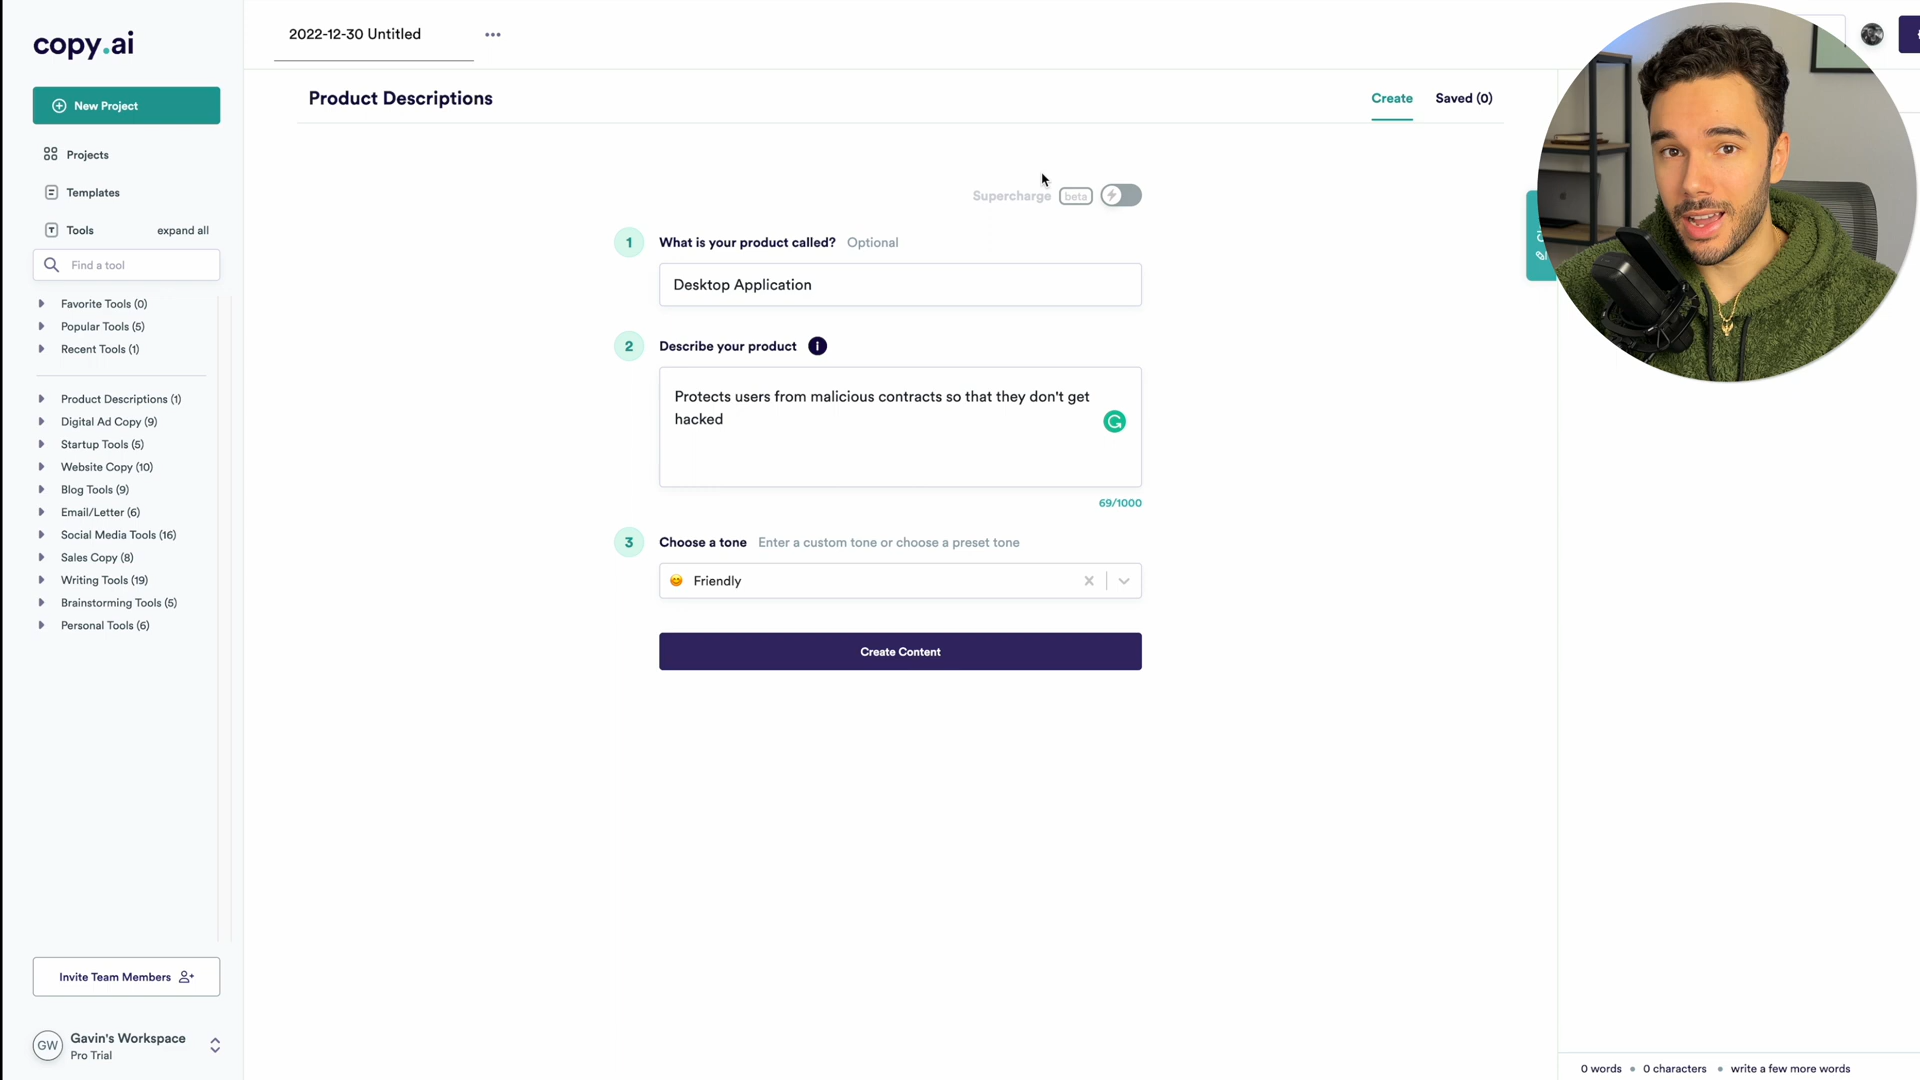 copy.ai
New Project
Projects
Templates
Tools
expand all
Find a tool
Favorite Tools (0)
Popular Tools (5)
Recent Tools (1)
Product Descriptions (1)
Digital Ad Copy (9)
Startup Tools (5)
Website Copy (10)
Blog Tools (9)
Email/Letter (6)
Social Media Tools (16)
Sales Copy (8)
Writing Tools (19)
Brainstorming Tools (5)
Personal Tools (6)
Invite Team Members
GW
Gavin's Workspace
Pro Trial
2022-12-30 Untitled
Product Descriptions
Create
Saved (0)
Supercharge beta
1 What is your product called? Optional
Desktop Application
2 Describe your product
Protects users from malicious contracts so that they don't get
hacked
69/1000
3 Choose a tone Enter a custom tone or choose a preset tone
Friendly
Create Content
0 words • 0 characters • write a few more words